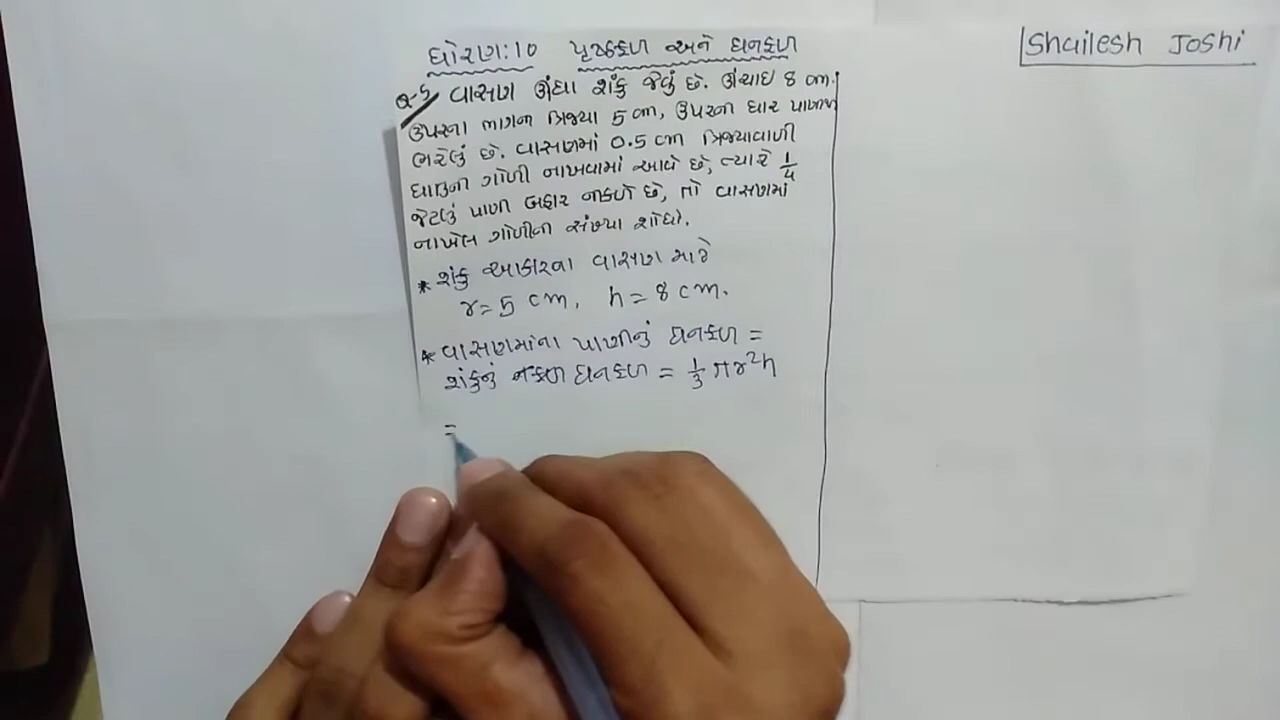 ધોરણ:10 પૃષ્ઠફળ અને ઘનફળ
Shailesh Joshi
Q-5 વાસણ ઊંધા શંકુ જેવું છે. ઊંચાઇ 8 cm.
ઉપરના ભાગની ત્રિજ્યા 5 cm, ઉપરની ધાર પાણી
ભરેલું છે. વાસણમાં 0.5 cm ત્રિજ્યાવાળી
ધાતુની ગોળી નાખવામાં આવે છે, ત્યારે 1/4
જેટલું પાણી બહાર નીકળે છે, તો વાસણમાં
નાખેલ ગોળીની સંખ્યા શોધો.
* શંકુ આકારના વાસણ માટે
r = 5 cm, h = 8 cm.
* વાસણમાંના પાણીનું ઘનફળ =
શંકુનું ઘનફળ = 1/3 πr²h
=